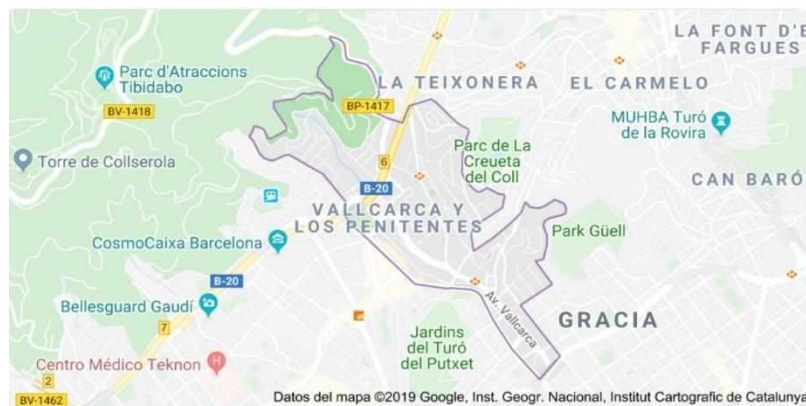 LA FONT D'E
FARGUES
Parc d'Atraccions
Tibidabo
LA TEIXONERA
EL CARMELO
BV-1418
BP-1417
MUHBA Turó
de la Rovira
Torre de Collserola
6
Parc de La
Creueta
del Coll
CAN BARÓ
B-20
VALLCARCA Y
LOS PENITENTES
Park Güell
CosmoCaixa Barcelona
B-20
Bellesguard Gaudí
7
Av. Vallcarca
GRACIA
Jardins
del Turó
del Putxet
Centro Médico Teknon
H
2
BV-1462
Datos del mapa ©2019 Google, Inst. Geogr. Nacional, Institut Cartografic de Catalunya